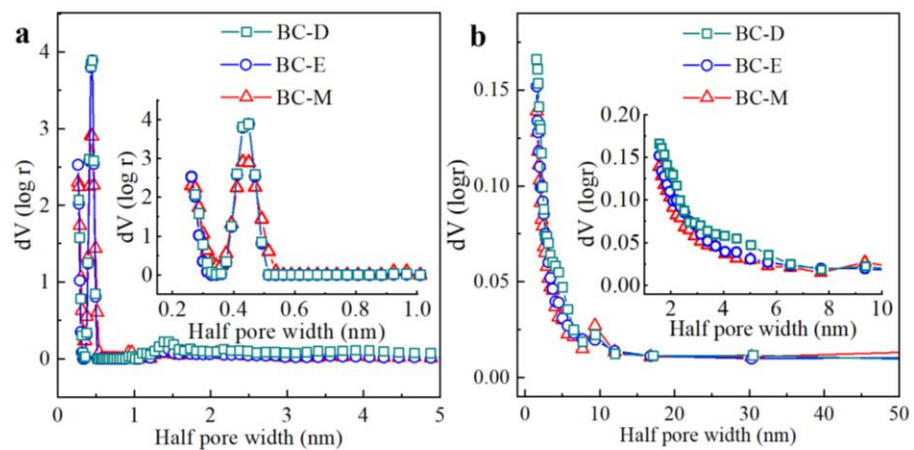 a
BC-D
BC-E
BC-M
dV (log r)
4
3
2
1
0
0
1
2
3
4
5
Half pore width (nm)
dV (log r)
4
3
2
1
0
0.2
0.4
0.6
0.8
1.0
Half pore width (nm)
b
BC-D
BC-E
BC-M
dV (logr)
0.15
0.10
0.05
0.00
0
10
20
30
40
50
Half pore width (nm)
dV (logr)
0.20
0.15
0.10
0.05
0.00
2
4
6
8
10
Half pore width (nm)